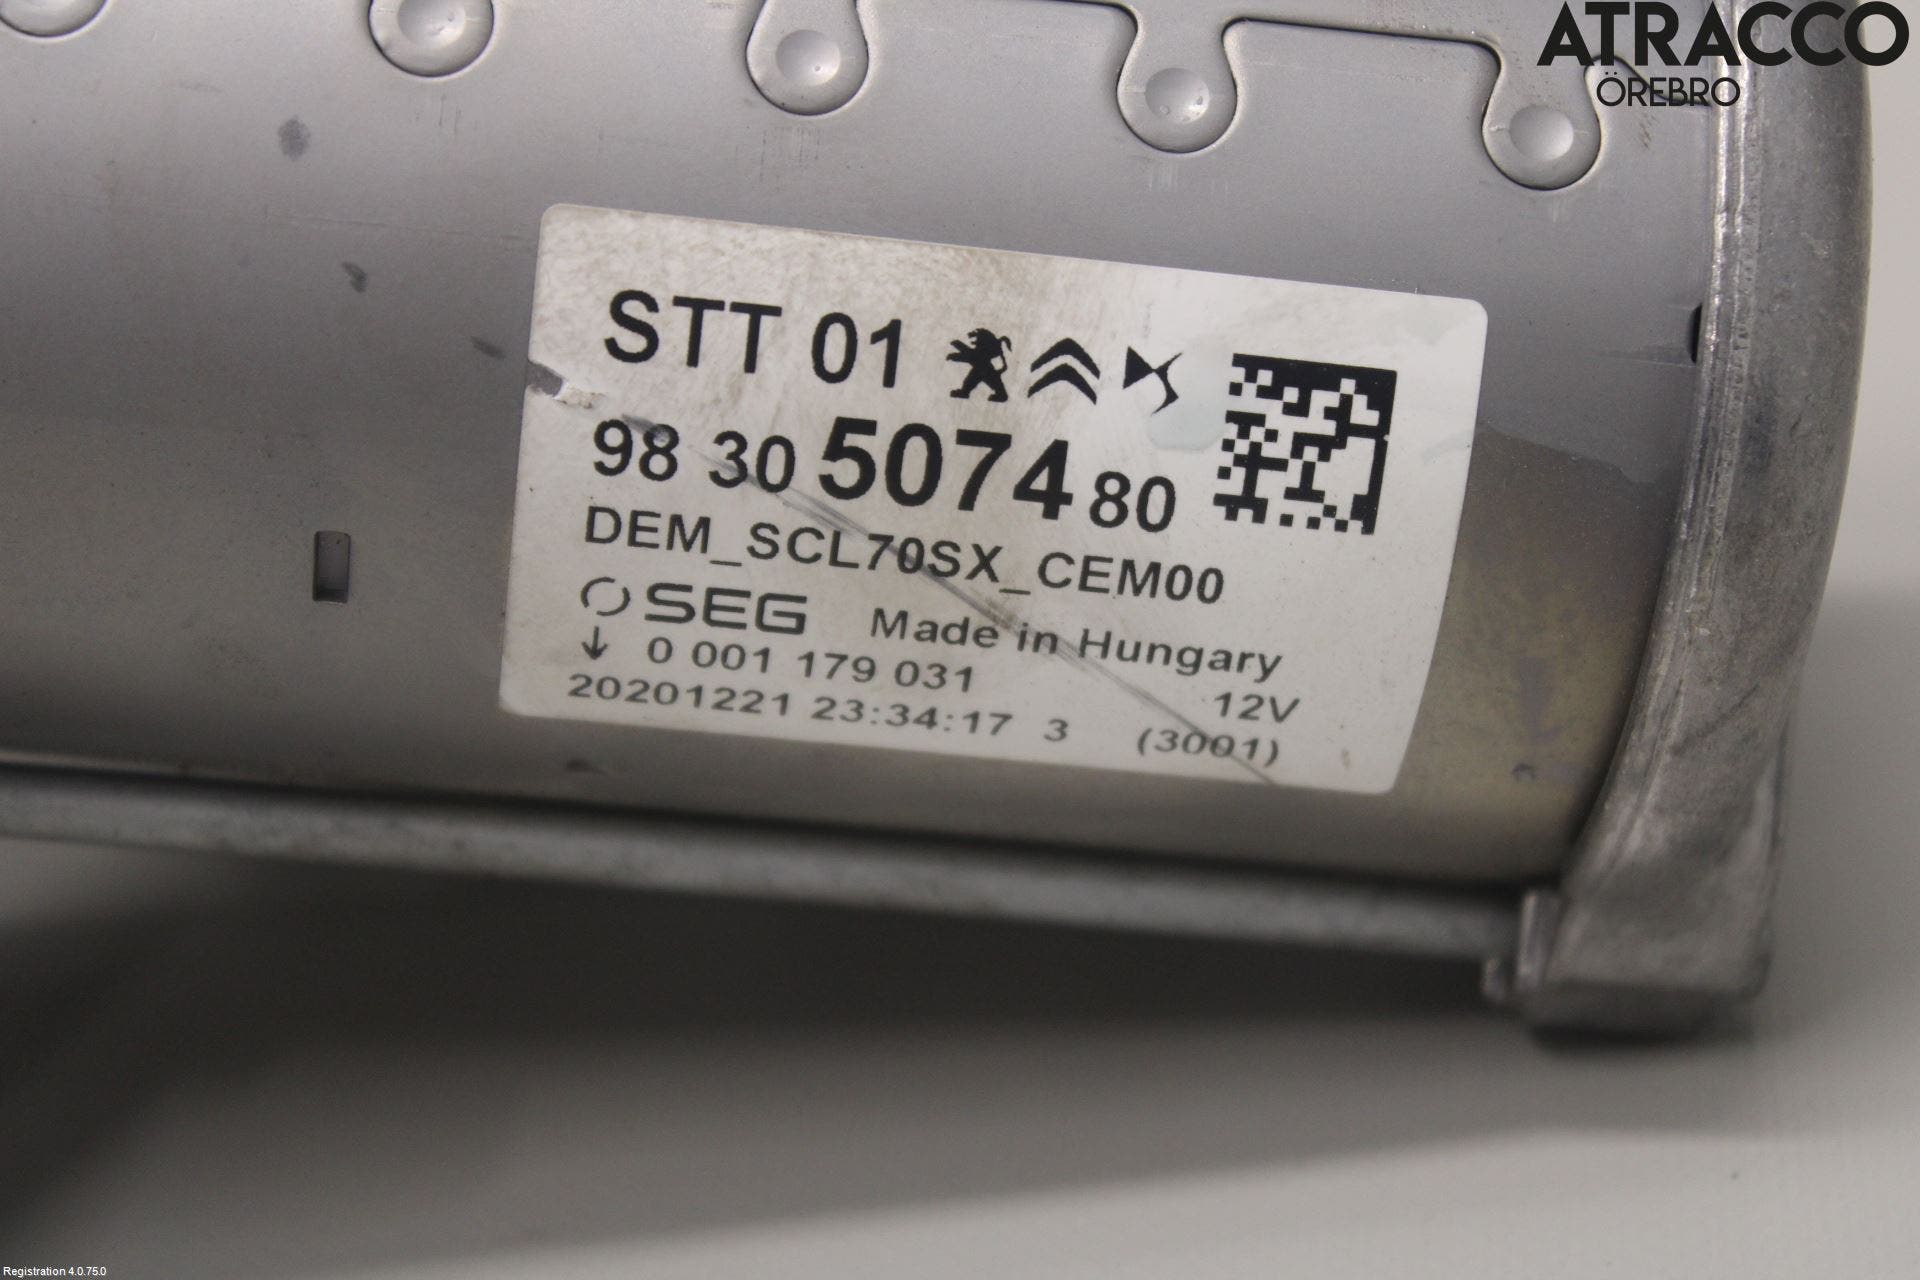 ATRACCO
ÖREBRO
STT 01
98 30 5074 80
DEM_SCL70SX_CEM00
SEG Made in Hungary
0 001 179 031 12V
20201221 23:34:17 3 (3001)
Registration 4.0.75.0